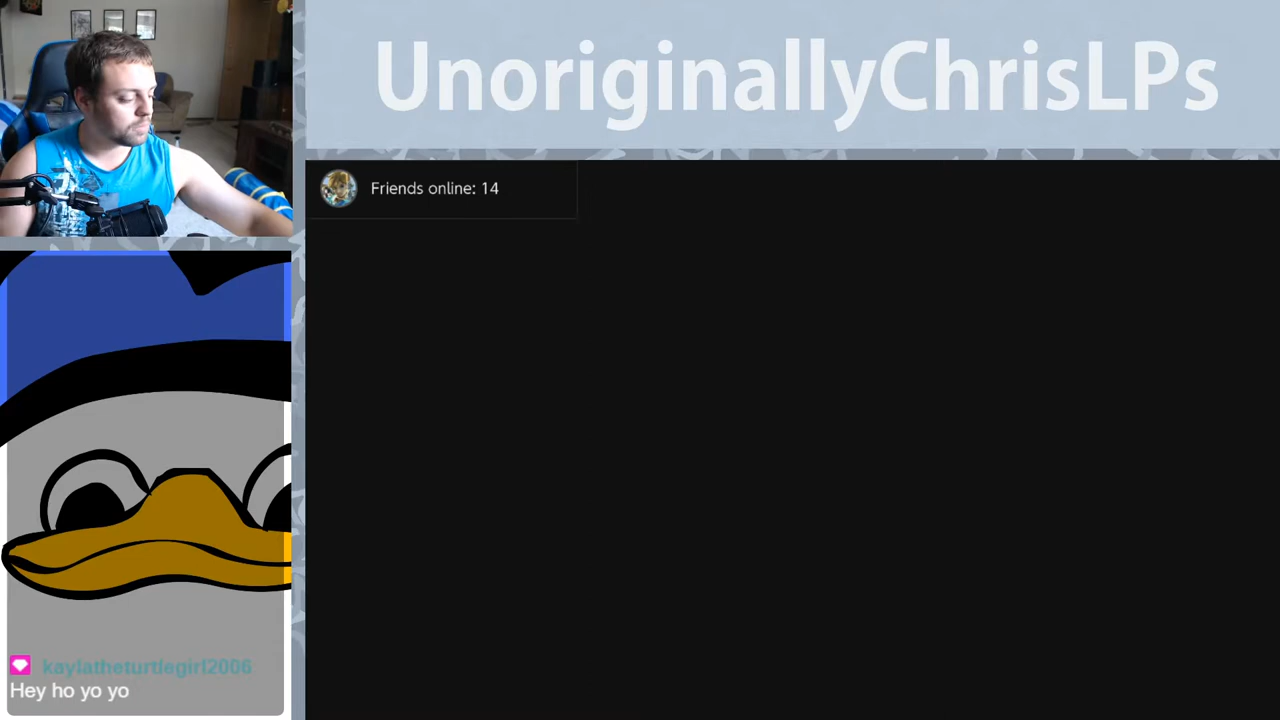 UnoriginallyChrisLPs
Friends online: 14
kaylatheturtlegirl2006
Hey ho yo yo